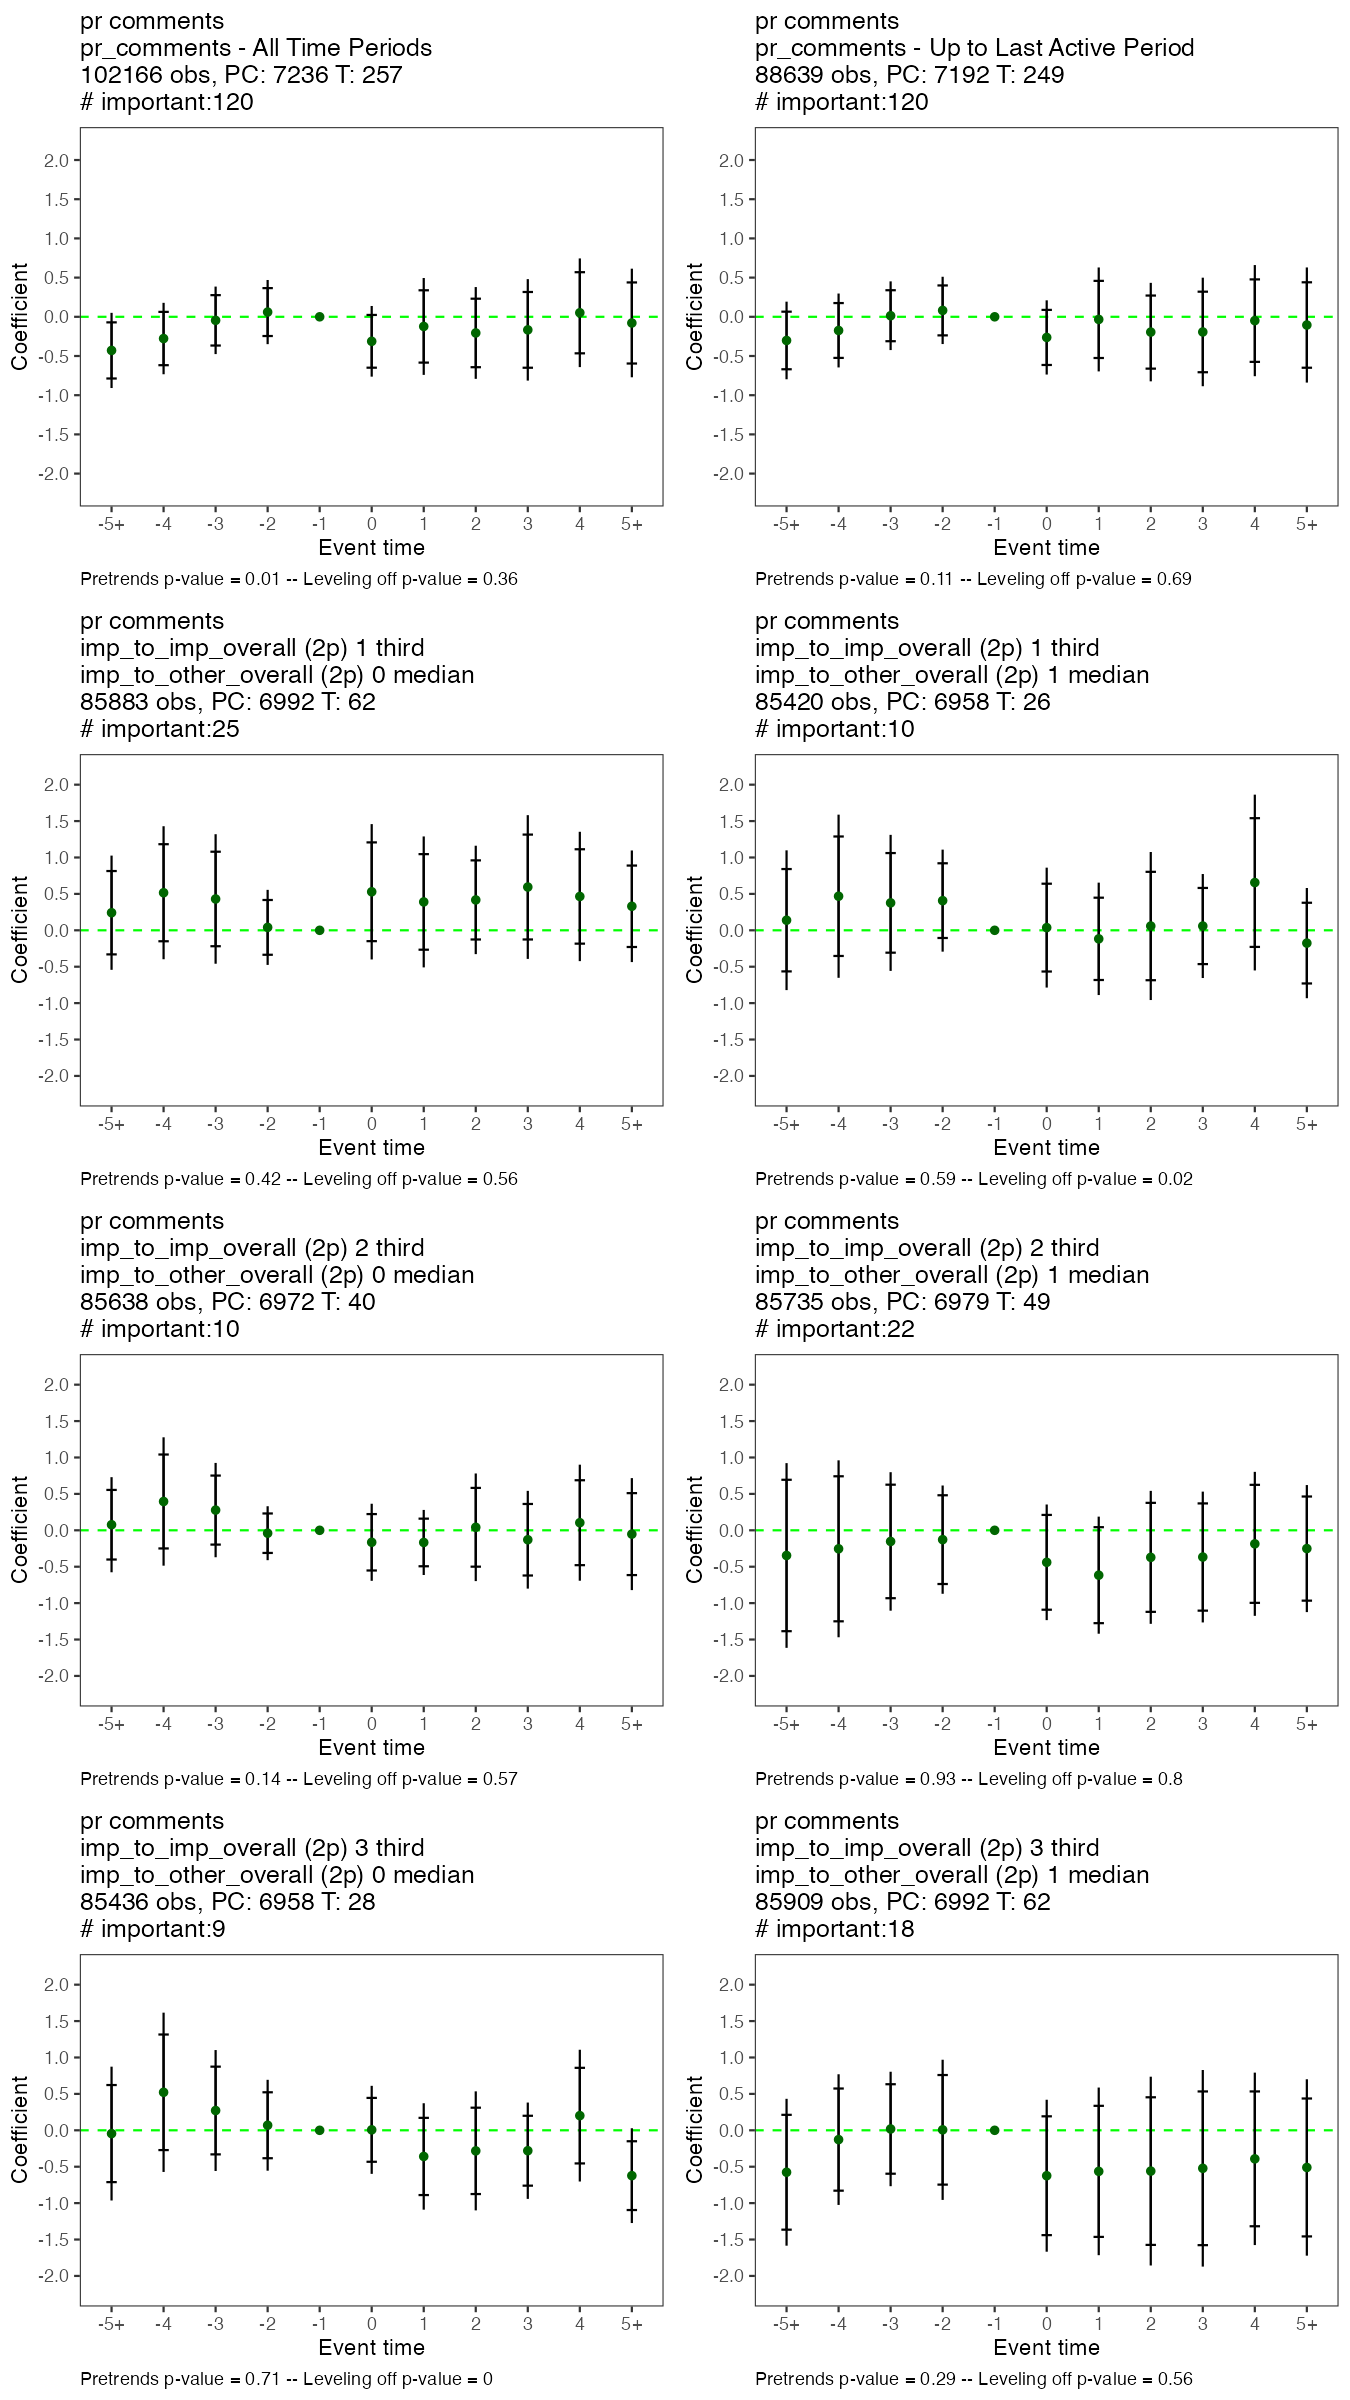 pr comments
pr_comments - All Time Periods
102166 obs, PC: 7236 T: 257
# important:120
2.0
1.5
1.0
0.5
0.0
-0.5
-1.0
-1.5
-2.0
Coefficient
-5+ -4 -3 -2 -1 0 1 2 3 4 5+
Event time
Pretrends p-value = 0.01 -- Leveling off p-value = 0.36
pr comments
pr_comments - Up to Last Active Period
88639 obs, PC: 7192 T: 249
# important:120
2.0
1.5
1.0
0.5
0.0
-0.5
-1.0
-1.5
-2.0
Coefficient
-5+ -4 -3 -2 -1 0 1 2 3 4 5+
Event time
Pretrends p-value = 0.11 -- Leveling off p-value = 0.69
pr comments
imp_to_imp_overall (2p) 1 third
imp_to_other_overall (2p) 0 median
85883 obs, PC: 6992 T: 62
# important:25
2.0
1.5
1.0
0.5
0.0
-0.5
-1.0
-1.5
-2.0
Coefficient
-5+ -4 -3 -2 -1 0 1 2 3 4 5+
Event time
Pretrends p-value = 0.42 -- Leveling off p-value = 0.56
pr comments
imp_to_imp_overall (2p) 1 third
imp_to_other_overall (2p) 1 median
85420 obs, PC: 6958 T: 26
# important:10
2.0
1.5
1.0
0.5
0.0
-0.5
-1.0
-1.5
-2.0
Coefficient
-5+ -4 -3 -2 -1 0 1 2 3 4 5+
Event time
Pretrends p-value = 0.59 -- Leveling off p-value = 0.02
pr comments
imp_to_imp_overall (2p) 2 third
imp_to_other_overall (2p) 0 median
85638 obs, PC: 6972 T: 40
# important:10
2.0
1.5
1.0
0.5
0.0
-0.5
-1.0
-1.5
-2.0
Coefficient
-5+ -4 -3 -2 -1 0 1 2 3 4 5+
Event time
Pretrends p-value = 0.14 -- Leveling off p-value = 0.57
pr comments
imp_to_imp_overall (2p) 2 third
imp_to_other_overall (2p) 1 median
85735 obs, PC: 6979 T: 49
# important:22
2.0
1.5
1.0
0.5
0.0
-0.5
-1.0
-1.5
-2.0
Coefficient
-5+ -4 -3 -2 -1 0 1 2 3 4 5+
Event time
Pretrends p-value = 0.93 -- Leveling off p-value = 0.8
pr comments
imp_to_imp_overall (2p) 3 third
imp_to_other_overall (2p) 0 median
85436 obs, PC: 6958 T: 28
# important:9
2.0
1.5
1.0
0.5
0.0
-0.5
-1.0
-1.5
-2.0
Coefficient
-5+ -4 -3 -2 -1 0 1 2 3 4 5+
Event time
Pretrends p-value = 0.71 -- Leveling off p-value = 0
pr comments
imp_to_imp_overall (2p) 3 third
imp_to_other_overall (2p) 1 median
85909 obs, PC: 6992 T: 62
# important:18
2.0
1.5
1.0
0.5
0.0
-0.5
-1.0
-1.5
-2.0
Coefficient
-5+ -4 -3 -2 -1 0 1 2 3 4 5+
Event time
Pretrends p-value = 0.29 -- Leveling off p-value = 0.56